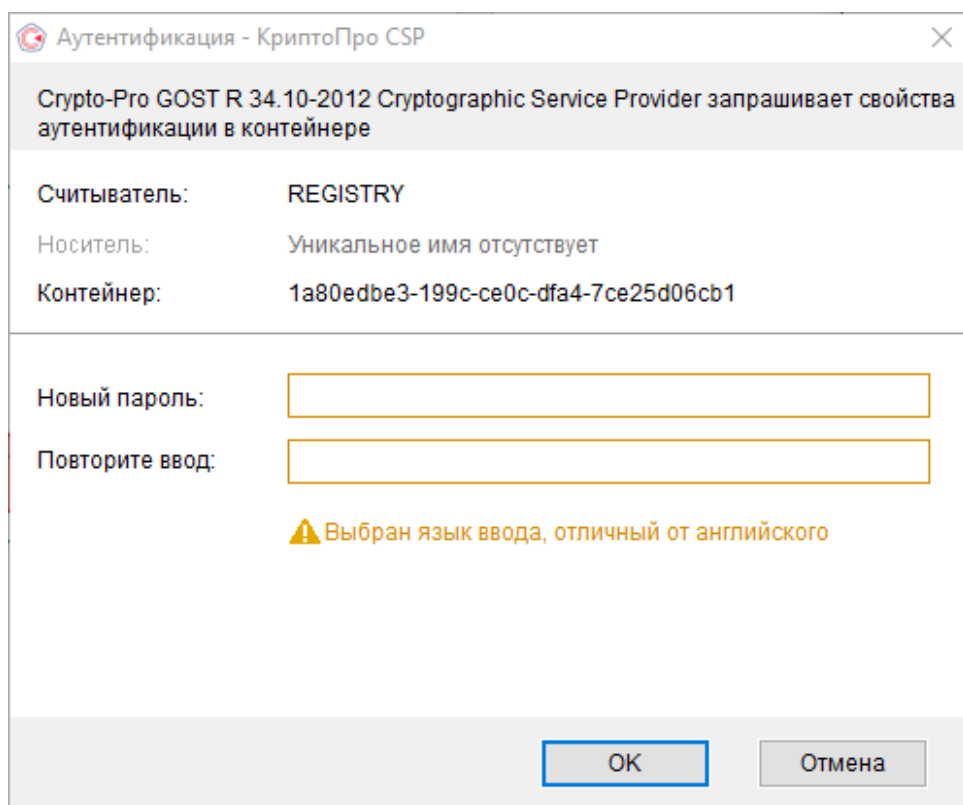 Аутентификация - КриптоПро CSP
Crypto-Pro GOST R 34.10-2012 Cryptographic Service Provider запрашивает свойства
аутентификации в контейнере
Считыватель: REGISTRY
Носитель: Уникальное имя отсутствует
Контейнер: 1a80edbe3-199c-ce0c-dfa4-7ce25d06cb1
Новый пароль:
Повторите ввод:
Выбран язык ввода, отличный от английского
OK Отмена